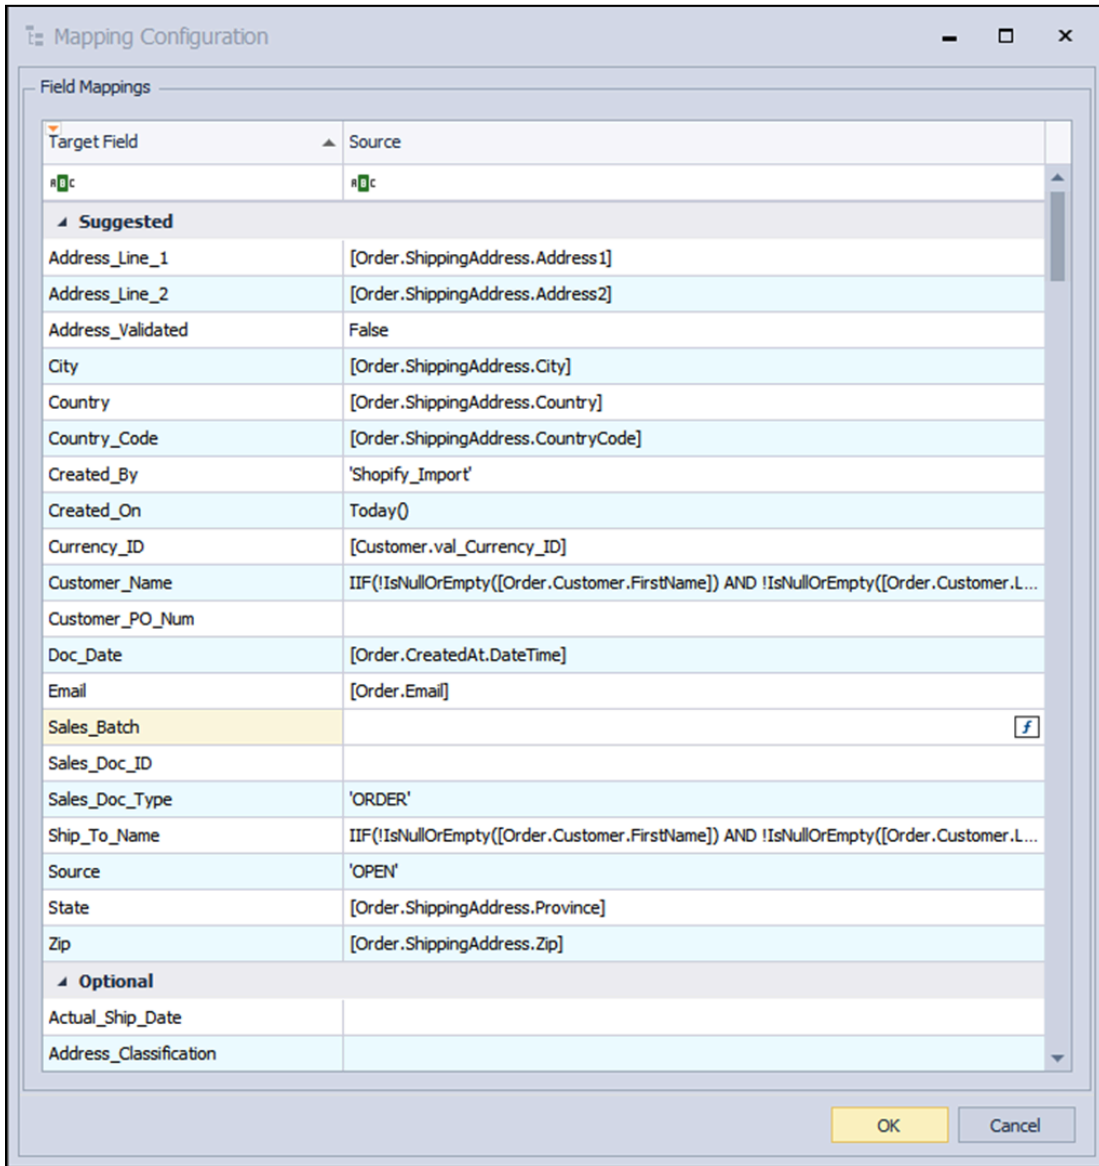 Mapping Configuration
Field Mappings
Target Field Source
ABC ABC
Suggested
Address_Line_1 [Order.ShippingAddress.Address1]
Address_Line_2 [Order.ShippingAddress.Address2]
Address_Validated False
City [Order.ShippingAddress.City]
Country [Order.ShippingAddress.Country]
Country_Code [Order.ShippingAddress.CountryCode]
Created_By 'Shopify_Import'
Created_On Today()
Currency_ID [Customer.val_Currency_ID]
Customer_Name IIF(!IsNullOrEmpty([Order.Customer.FirstName]) AND !IsNullOrEmpty([Order.Customer.L...
Customer_PO_Num
Doc_Date [Order.CreatedAt.DateTime]
Email [Order.Email]
Sales_Batch f
Sales_Doc_ID
Sales_Doc_Type 'ORDER'
Ship_To_Name IIF(!IsNullOrEmpty([Order.Customer.FirstName]) AND !IsNullOrEmpty([Order.Customer.L...
Source 'OPEN'
State [Order.ShippingAddress.Province]
Zip [Order.ShippingAddress.Zip]
Optional
Actual_Ship_Date
Address_Classification
OK Cancel